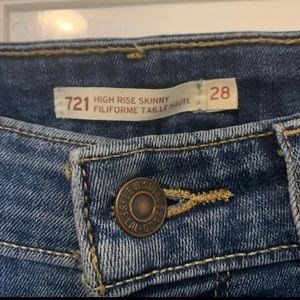 721 HIGH RISE SKINNY 28
FILIFORME TAILLE HAUTE